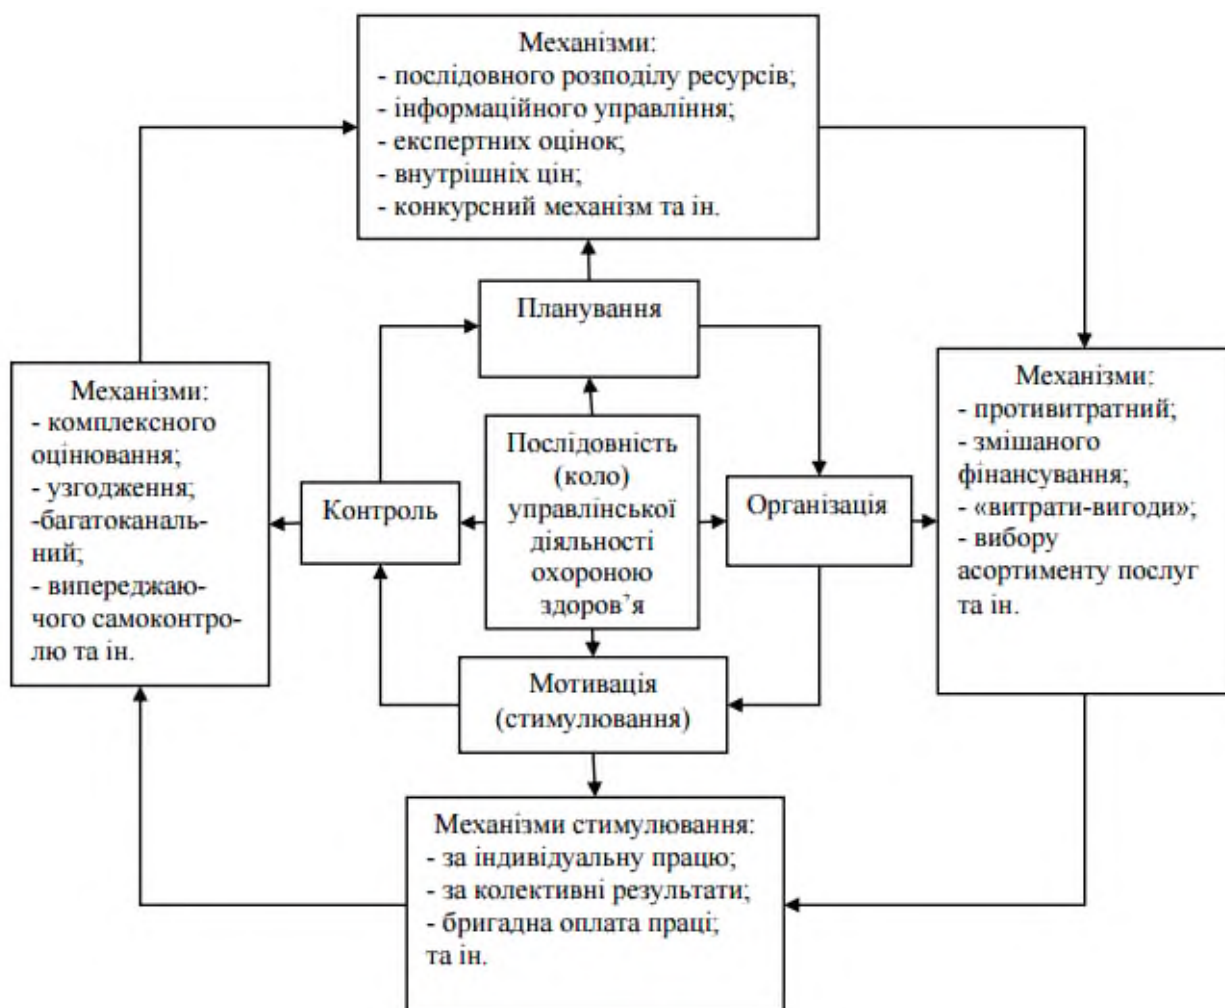 Механізми:
- послідовного розподілу ресурсів;
- інформаційного управління;
- експертних оцінок;
- внутрішніх цін;
- конкурсний механізм та ін.
Планування
Механізми:
- комплексного
оцінювання;
- узгодження;
-багатоканаль-
ний;
- випереджаю-
чого самоконтро-
лю та ін.
Контроль
Послідовність
(коло)
управлінської
діяльності
охороною
здоров’я
Організація
Механізми:
- противитратний;
- змішаного
фінансування;
- «витрати-вигоди»;
- вибору
асортименту послуг
та ін.
Мотивація
(стимулювання)
Механізми стимулювання:
- за індивідуальну працю;
- за колективні результати;
- бригадна оплата праці;
та ін.